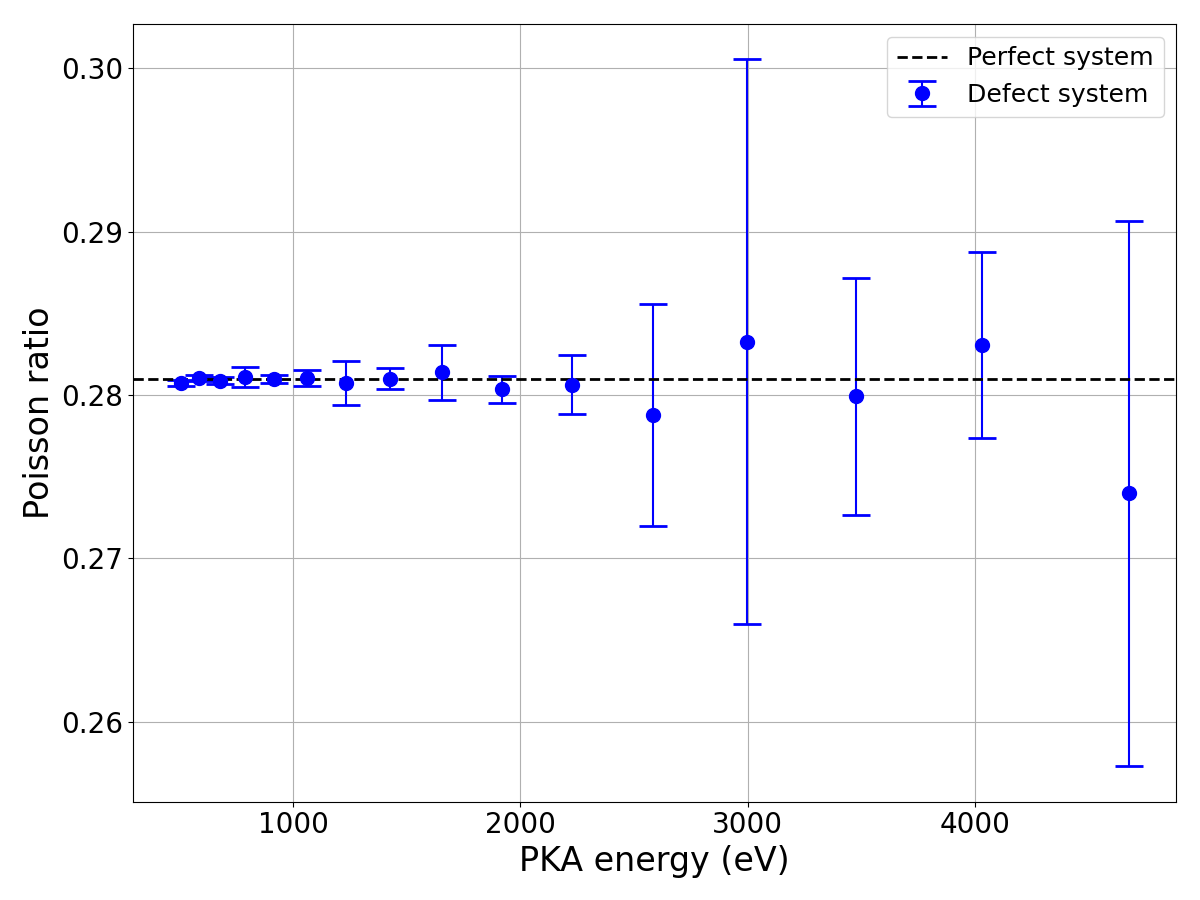 Perfect system
Defect system
0.30
0.29
0.28
0.27
0.26
Poisson ratio
1000 2000 3000 4000
PKA energy (eV)